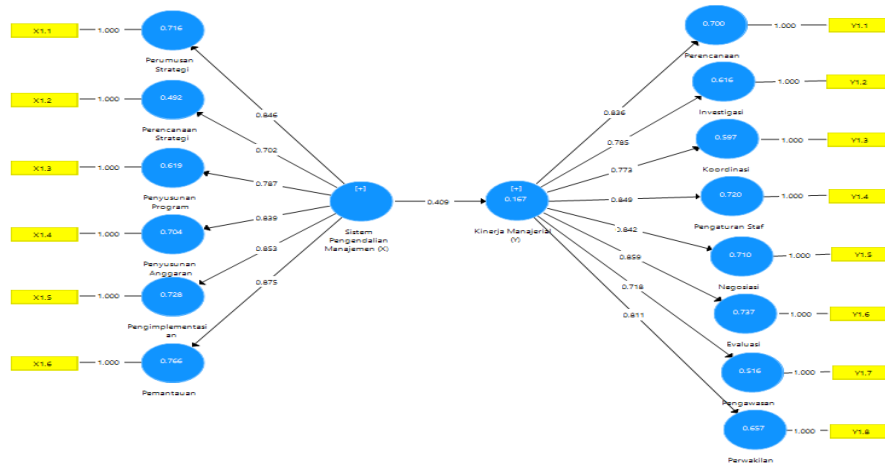 X1.1
1.000
0.716
Perumusan
Strategi
X1.2
1.000
0.492
Perencanaan
Strategi
X1.3
1.000
0.619
Penyusunan
Program
X1.4
1.000
0.704
Penyusunan
Anggaran
X1.5
1.000
0.728
Pengimplementasi
an
X1.6
1.000
0.766
Pemantauan
0.846
0.702
0.787
0.839
0.853
0.875
[+]
Sistem
Pengendalian
Manajemen (X)
0.409
[+]
0.167
Kinerja Manajerial
(Y)
0.836
0.785
0.773
0.849
0.842
0.859
0.718
0.811
0.700
Perencanaan
1.000
Y1.1
0.616
Investigasi
1.000
Y1.2
0.597
Koordinasi
1.000
Y1.3
0.720
Pengaturan Staf
1.000
Y1.4
0.710
Negosiasi
1.000
Y1.5
0.737
Evaluasi
1.000
Y1.6
0.516
Pengawasan
1.000
Y1.7
0.657
Perwakilan
1.000
Y1.8